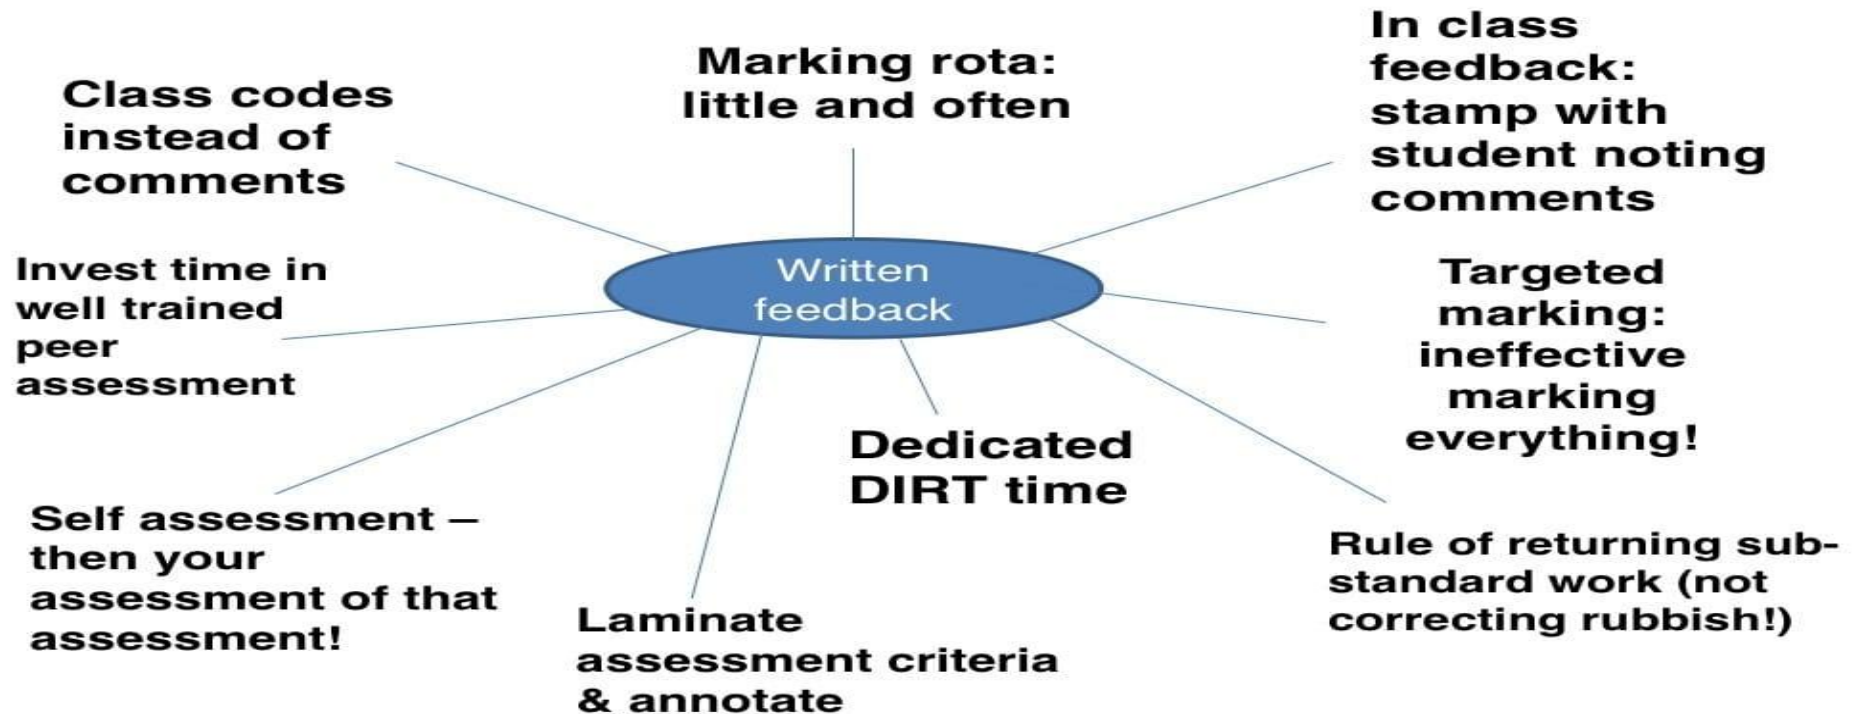 Class codes
instead of
comments
Marking rota:
little and often
In class
feedback:
stamp with
student noting
comments
Invest time in
well trained
peer
assessment
Written
feedback
Targeted
marking:
ineffective
marking
everything!
Self assessment –
then your
assessment of that
assessment!
Laminate
assessment criteria
& annotate
Dedicated
DIRT time
Rule of returning sub-
standard work (not
correcting rubbish!)